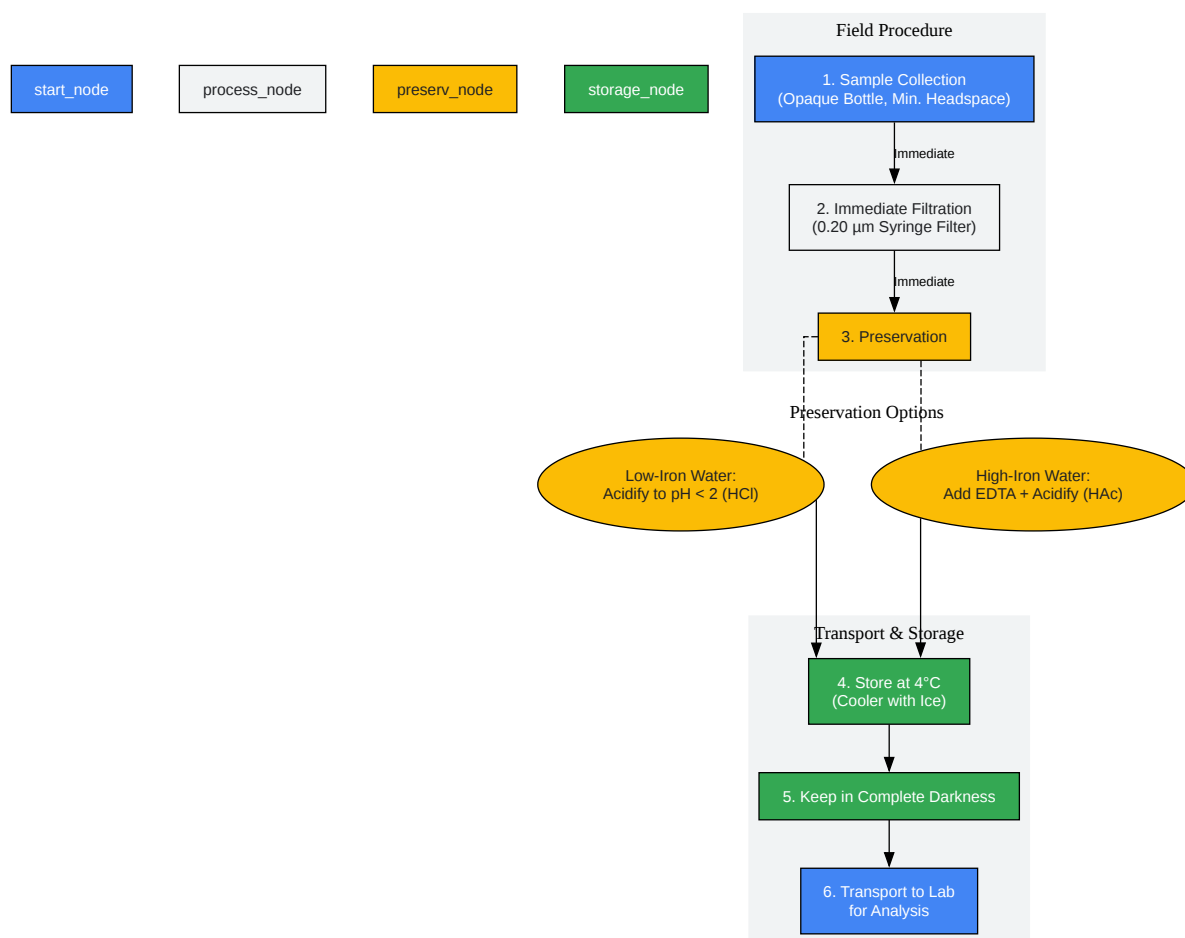 Field Procedure
start_node
process_node
preserv_node
storage_node
1. Sample Collection
(Opaque Bottle, Min. Headspace)
Immediate
2. Immediate Filtration
(0.20 µm Syringe Filter)
Immediate
3. Preservation
Preservation Options
Low-Iron Water:
Acidify to pH < 2 (HCl)
High-Iron Water:
Add EDTA + Acidify (HAc)
Transport & Storage
4. Store at 4°C
(Cooler with Ice)
5. Keep in Complete Darkness
6. Transport to Lab
for Analysis